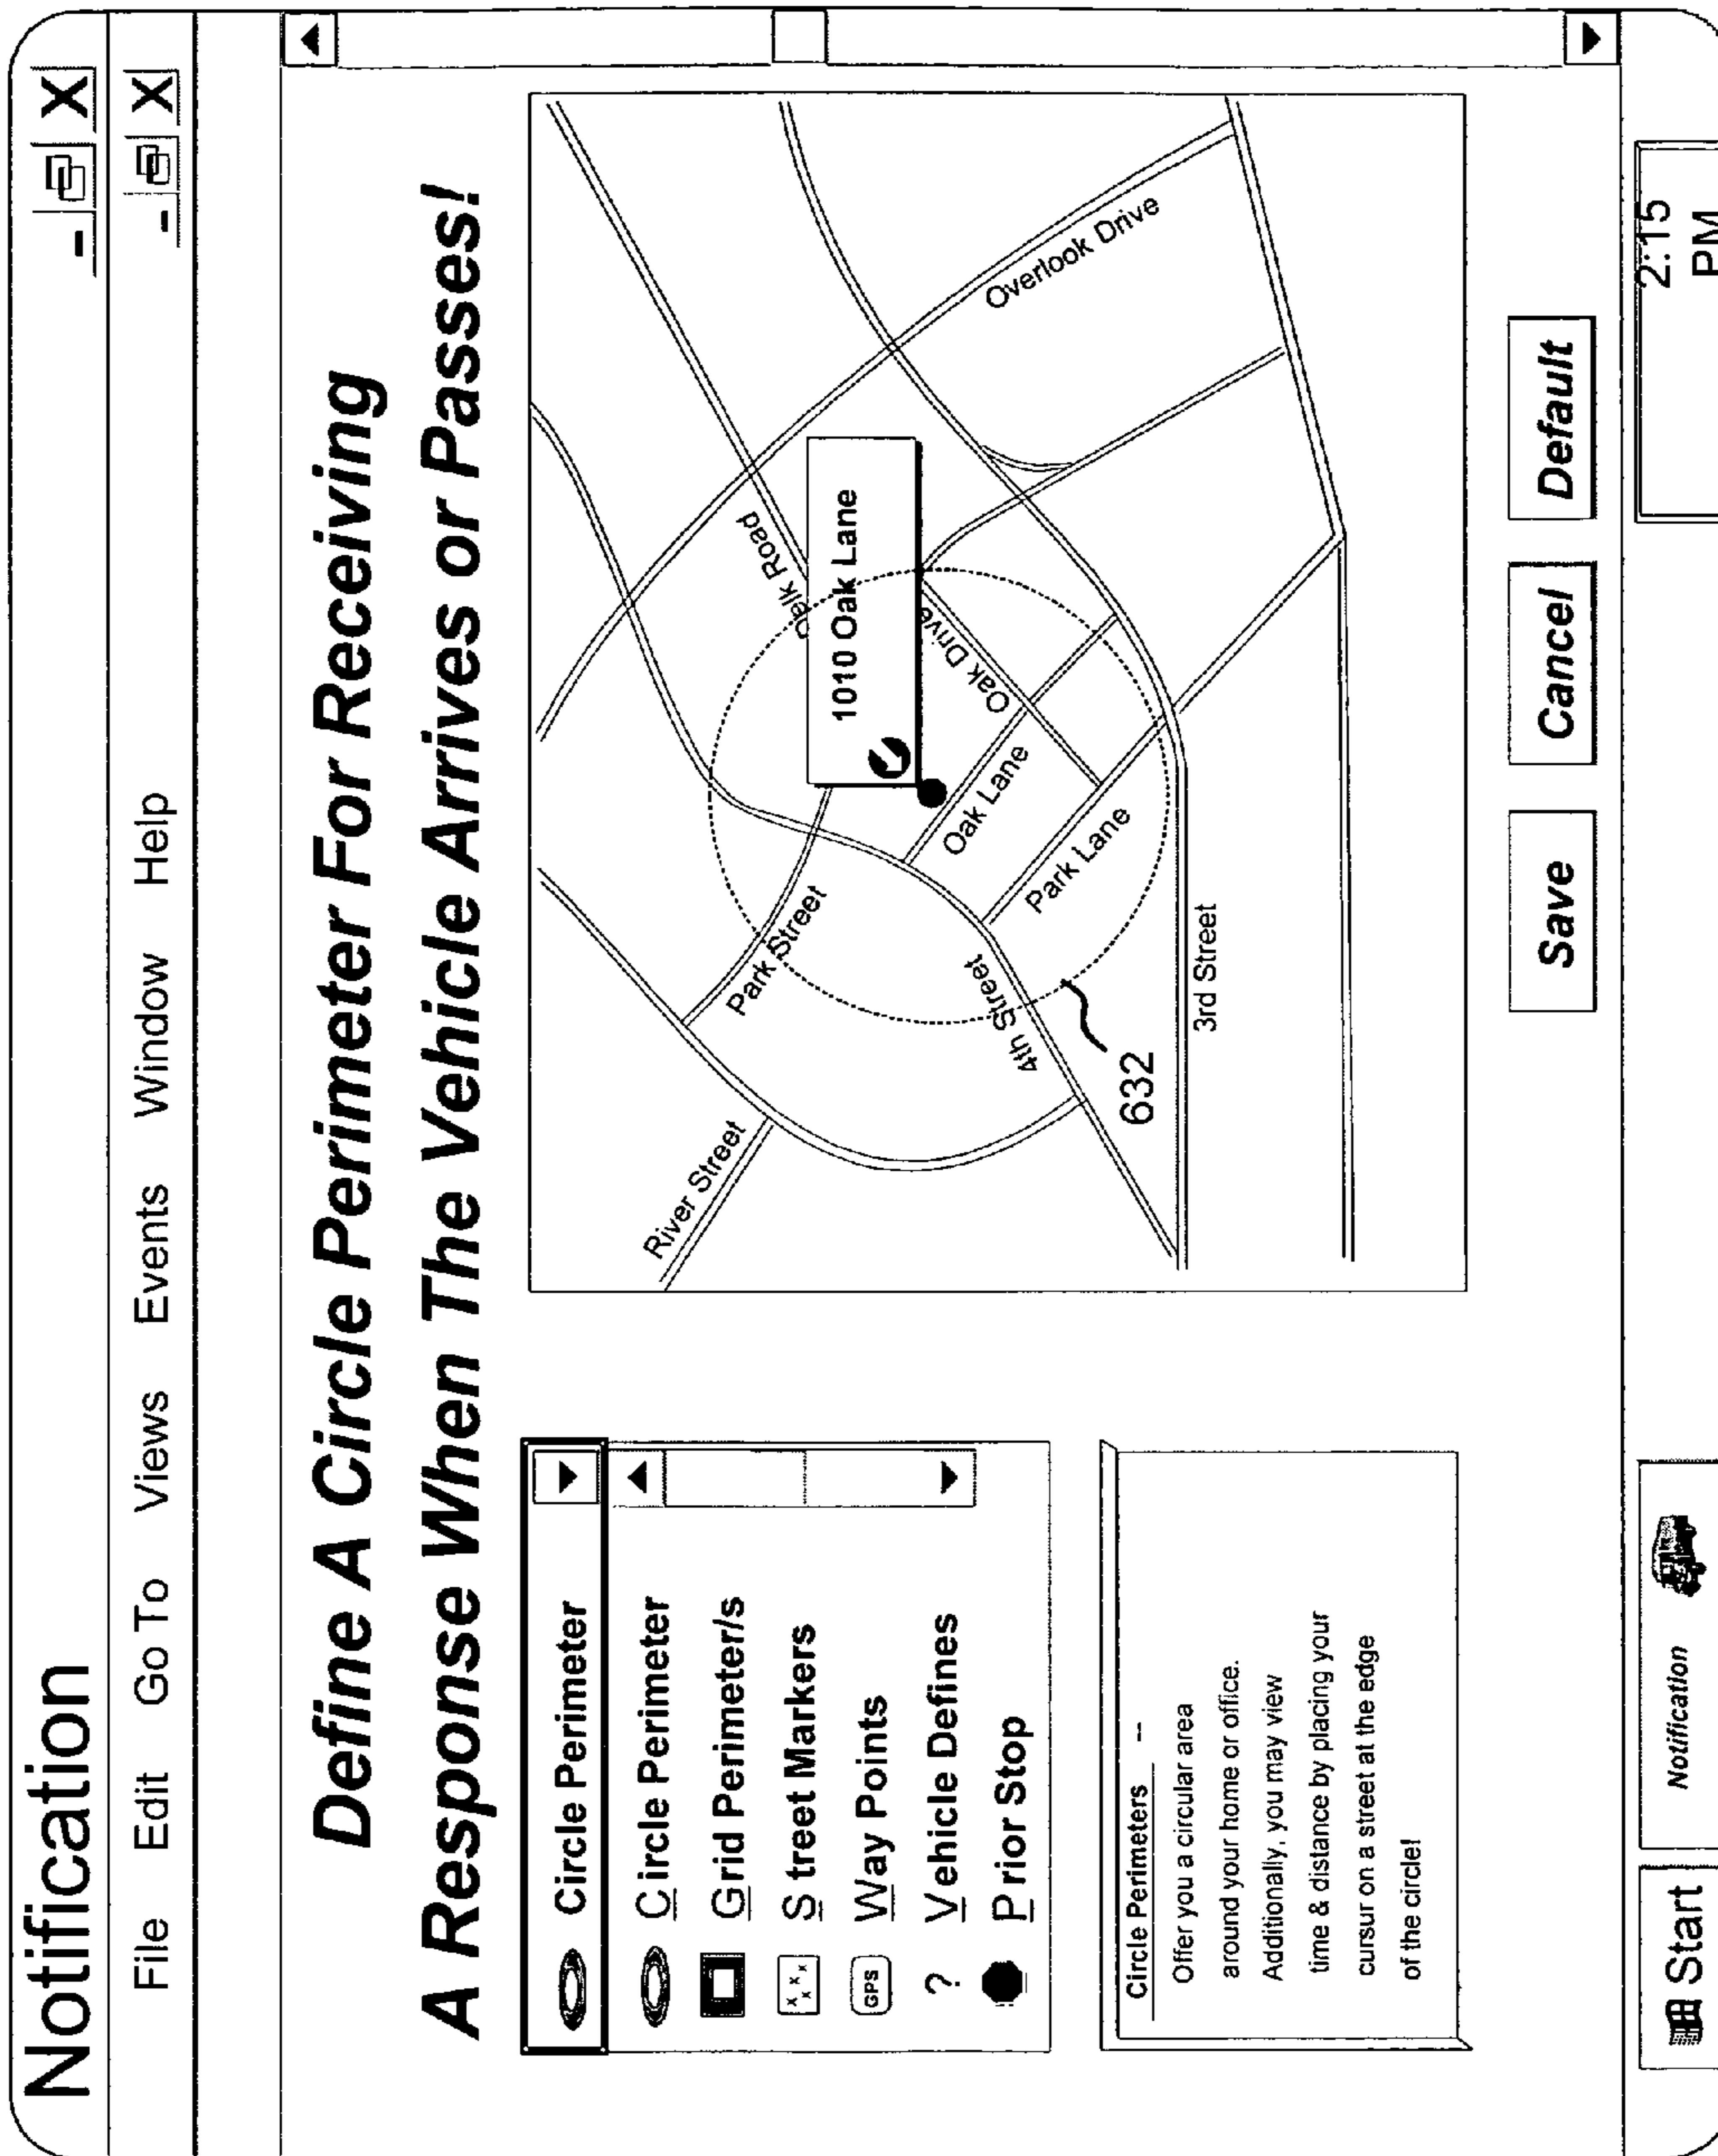 Notification
_ X
File Edit Go To Views Events Window Help
_ X
Define A Circle Perimeter For Receiving
A Response When The Vehicle Arrives or Passes!
Circle Perimeter
Circle Perimeter
Grid Perimeter/s
x x x x Street Markers
GPS Way Points
? Vehicle Defines
Prior Stop
Circle Perimeters --
Offer you a circular area
around your home or office.
Additionally, you may view
time & distance by placing your
cursur on a street at the edge
of the circle!
River Street
Park Street
Road
1010 Oak Lane
Oak Drive
Oak Lane
Park Lane
4th Street
3rd Street
Overlook Drive
632
Save Cancel Default
Start
Notification
2:15
PM